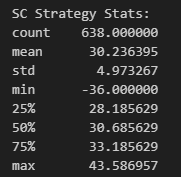 SC Strategy Stats:
count    638.000000
mean      30.236395
std        4.973267
min      -36.000000
25%       28.185629
50%       30.685629
75%       33.185629
max       43.586957